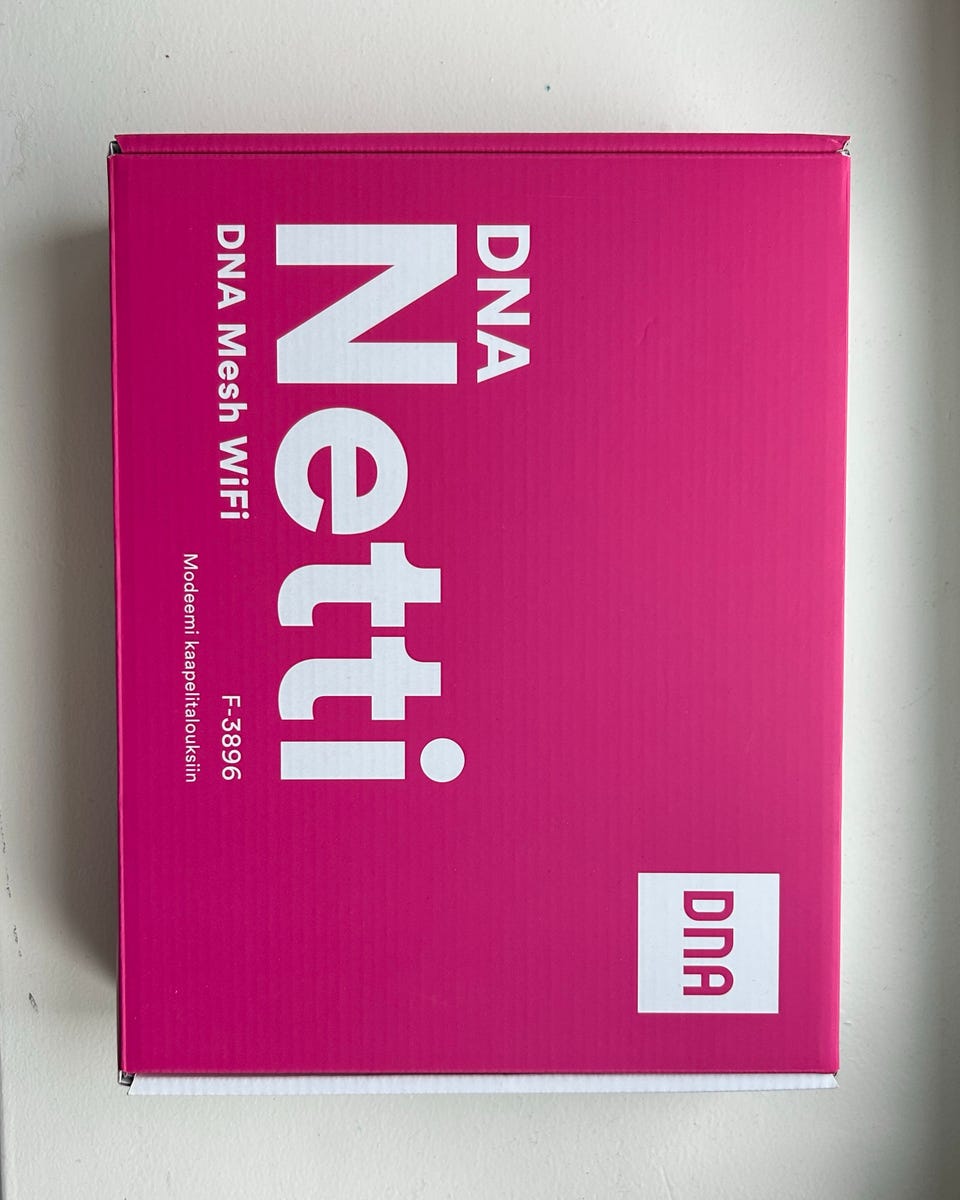 DNA
DNA
Netti
DNA Mesh WiFi
F-3896
Modeemi kaapelitalouksiin